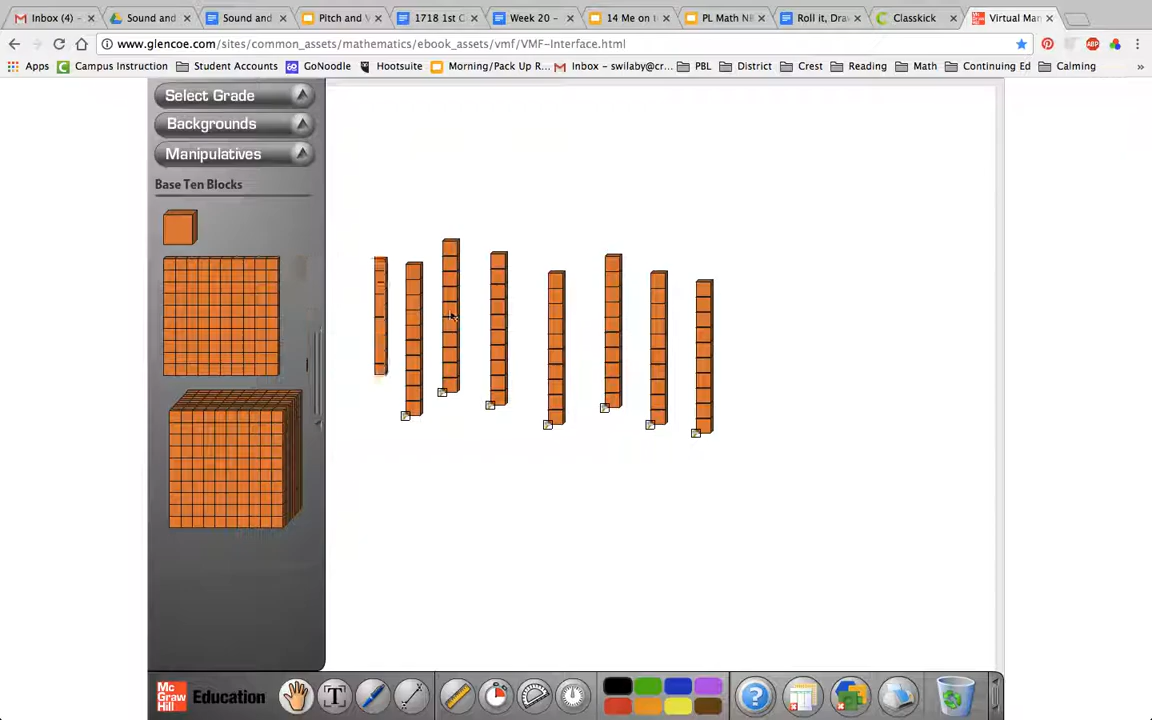 Inbox (4) -
Sound and
Sound and
Pitch and V
1718 1st C
Week 20 -
14 Me on
PL Math N
Roll it, Dra
Classkick
Virtual Man
www.glencoe.com/sites/common_assets/mathematics/ebook_assets/vmf/VMF-Interface.html
Apps
Campus Instruction
Student Accounts
GoNoodle
Hootsuite
Morning/Pack Up R...
Inbox - swilaby@cr...
PBL
District
Crest
Reading
Math
Continuing Ed
Calming
»
Select Grade
Backgrounds
Manipulatives
Base Ten Blocks
Mc
Graw
Hill
Education
T
?